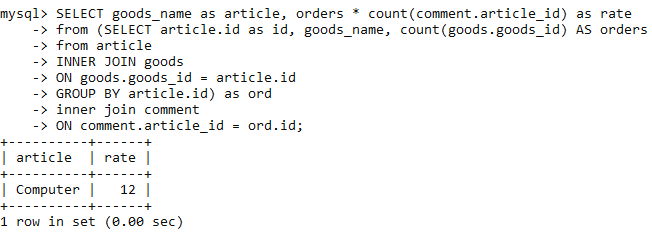 mysql> SELECT goods_name as article, orders * count(comment.article_id) as rate
    -> from (SELECT article.id as id, goods_name, count(goods.goods_id) AS orders
    -> from article
    -> INNER JOIN goods
    -> ON goods.goods_id = article.id
    -> GROUP BY article.id) as ord
    -> inner join comment
    -> ON comment.article_id = ord.id;
+----------+------+
| article  | rate |
+----------+------+
| Computer |   12 |
+----------+------+
1 row in set (0.00 sec)